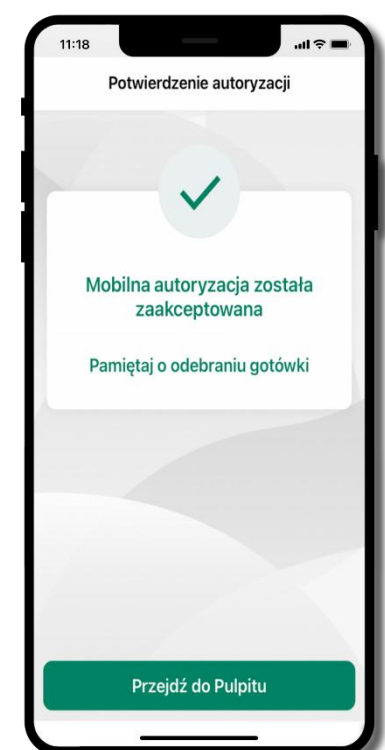 11:18
Potwierdzenie autoryzacji
Mobilna autoryzacja została
zaakceptowana
Pamiętaj o odebraniu gotówki
Przejdź do Pulpitu